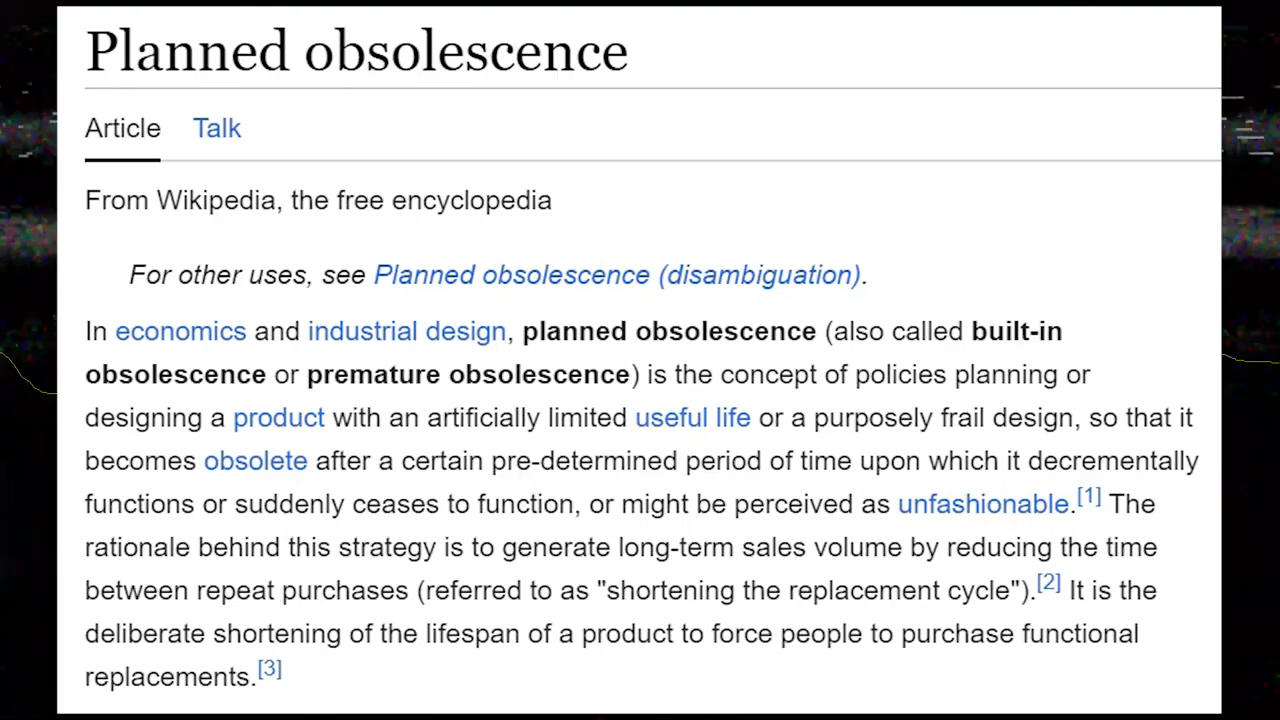 Planned obsolescence
Article Talk
From Wikipedia, the free encyclopedia
For other uses, see Planned obsolescence (disambiguation).
In economics and industrial design, planned obsolescence (also called built-in
obsolescence or premature obsolescence) is the concept of policies planning or
designing a product with an artificially limited useful life or a purposely frail design, so that it
becomes obsolete after a certain pre-determined period of time upon which it decrementally
functions or suddenly ceases to function, or might be perceived as unfashionable.[1] The
rationale behind this strategy is to generate long-term sales volume by reducing the time
between repeat purchases (referred to as "shortening the replacement cycle").[2] It is the
deliberate shortening of the lifespan of a product to force people to purchase functional
replacements.[3]